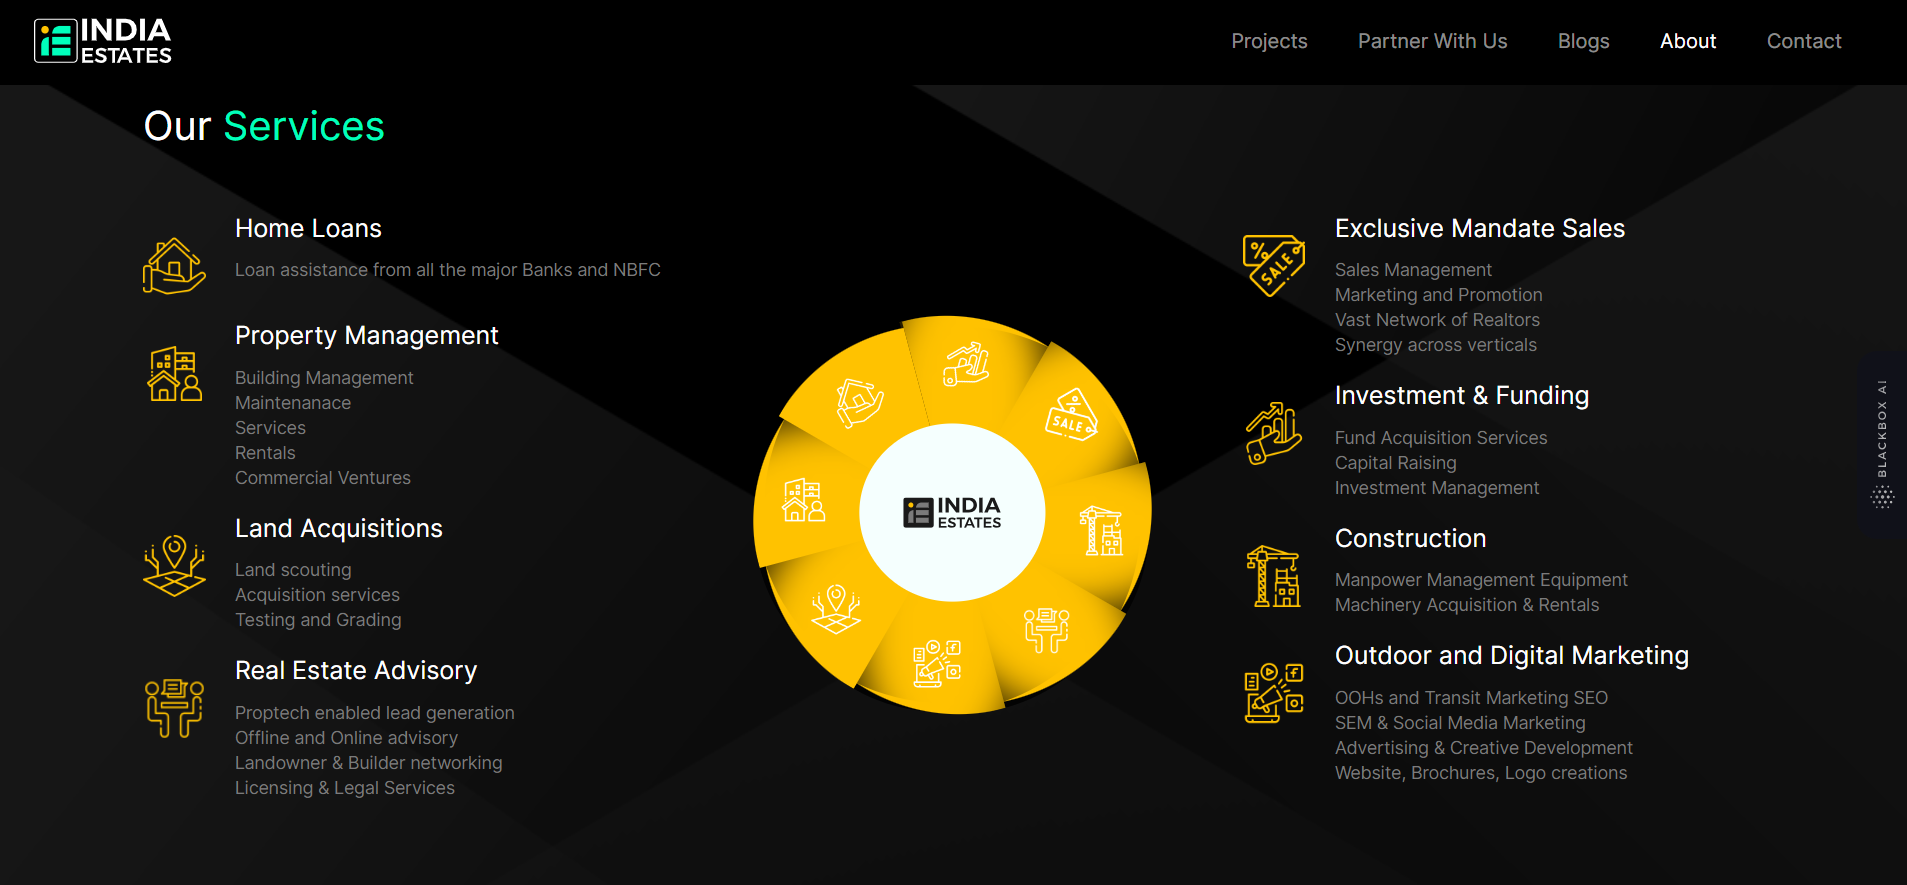 INDIA
ESTATES
Projects
Partner With Us
Blogs
About
Contact
Our Services
Home Loans
Loan assistance from all the major Banks and NBFC
Property Management
Building Management
Maintenanace
Services
Rentals
Commercial Ventures
Land Acquisitions
Land scouting
Acquisition services
Testing and Grading
Real Estate Advisory
Proptech enabled lead generation
Offline and Online advisory
Landowner & Builder networking
Licensing & Legal Services
SALE
INDIA
ESTATES
SALE
Exclusive Mandate Sales
Sales Management
Marketing and Promotion
Vast Network of Realtors
Synergy across verticals
Investment & Funding
Fund Acquisition Services
Capital Raising
Investment Management
Construction
Manpower Management Equipment
Machinery Acquisition & Rentals
Outdoor and Digital Marketing
OOHs and Transit Marketing SEO
SEM & Social Media Marketing
Advertising & Creative Development
Website, Brochures, Logo creations
BLACKBOX AI